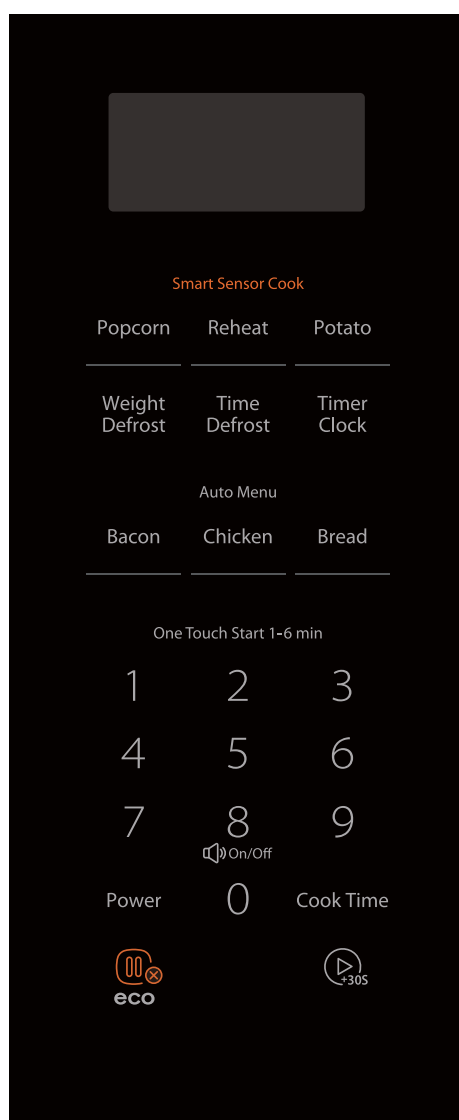 Smart Sensor Cook
Popcorn Reheat Potato
Weight Time Timer
Defrost Defrost Clock
Auto Menu
Bacon Chicken Bread
One Touch Start 1-6 min
1 2 3
4 5 6
7 8 9
On/Off
Power 0 Cook Time
+30S
eco